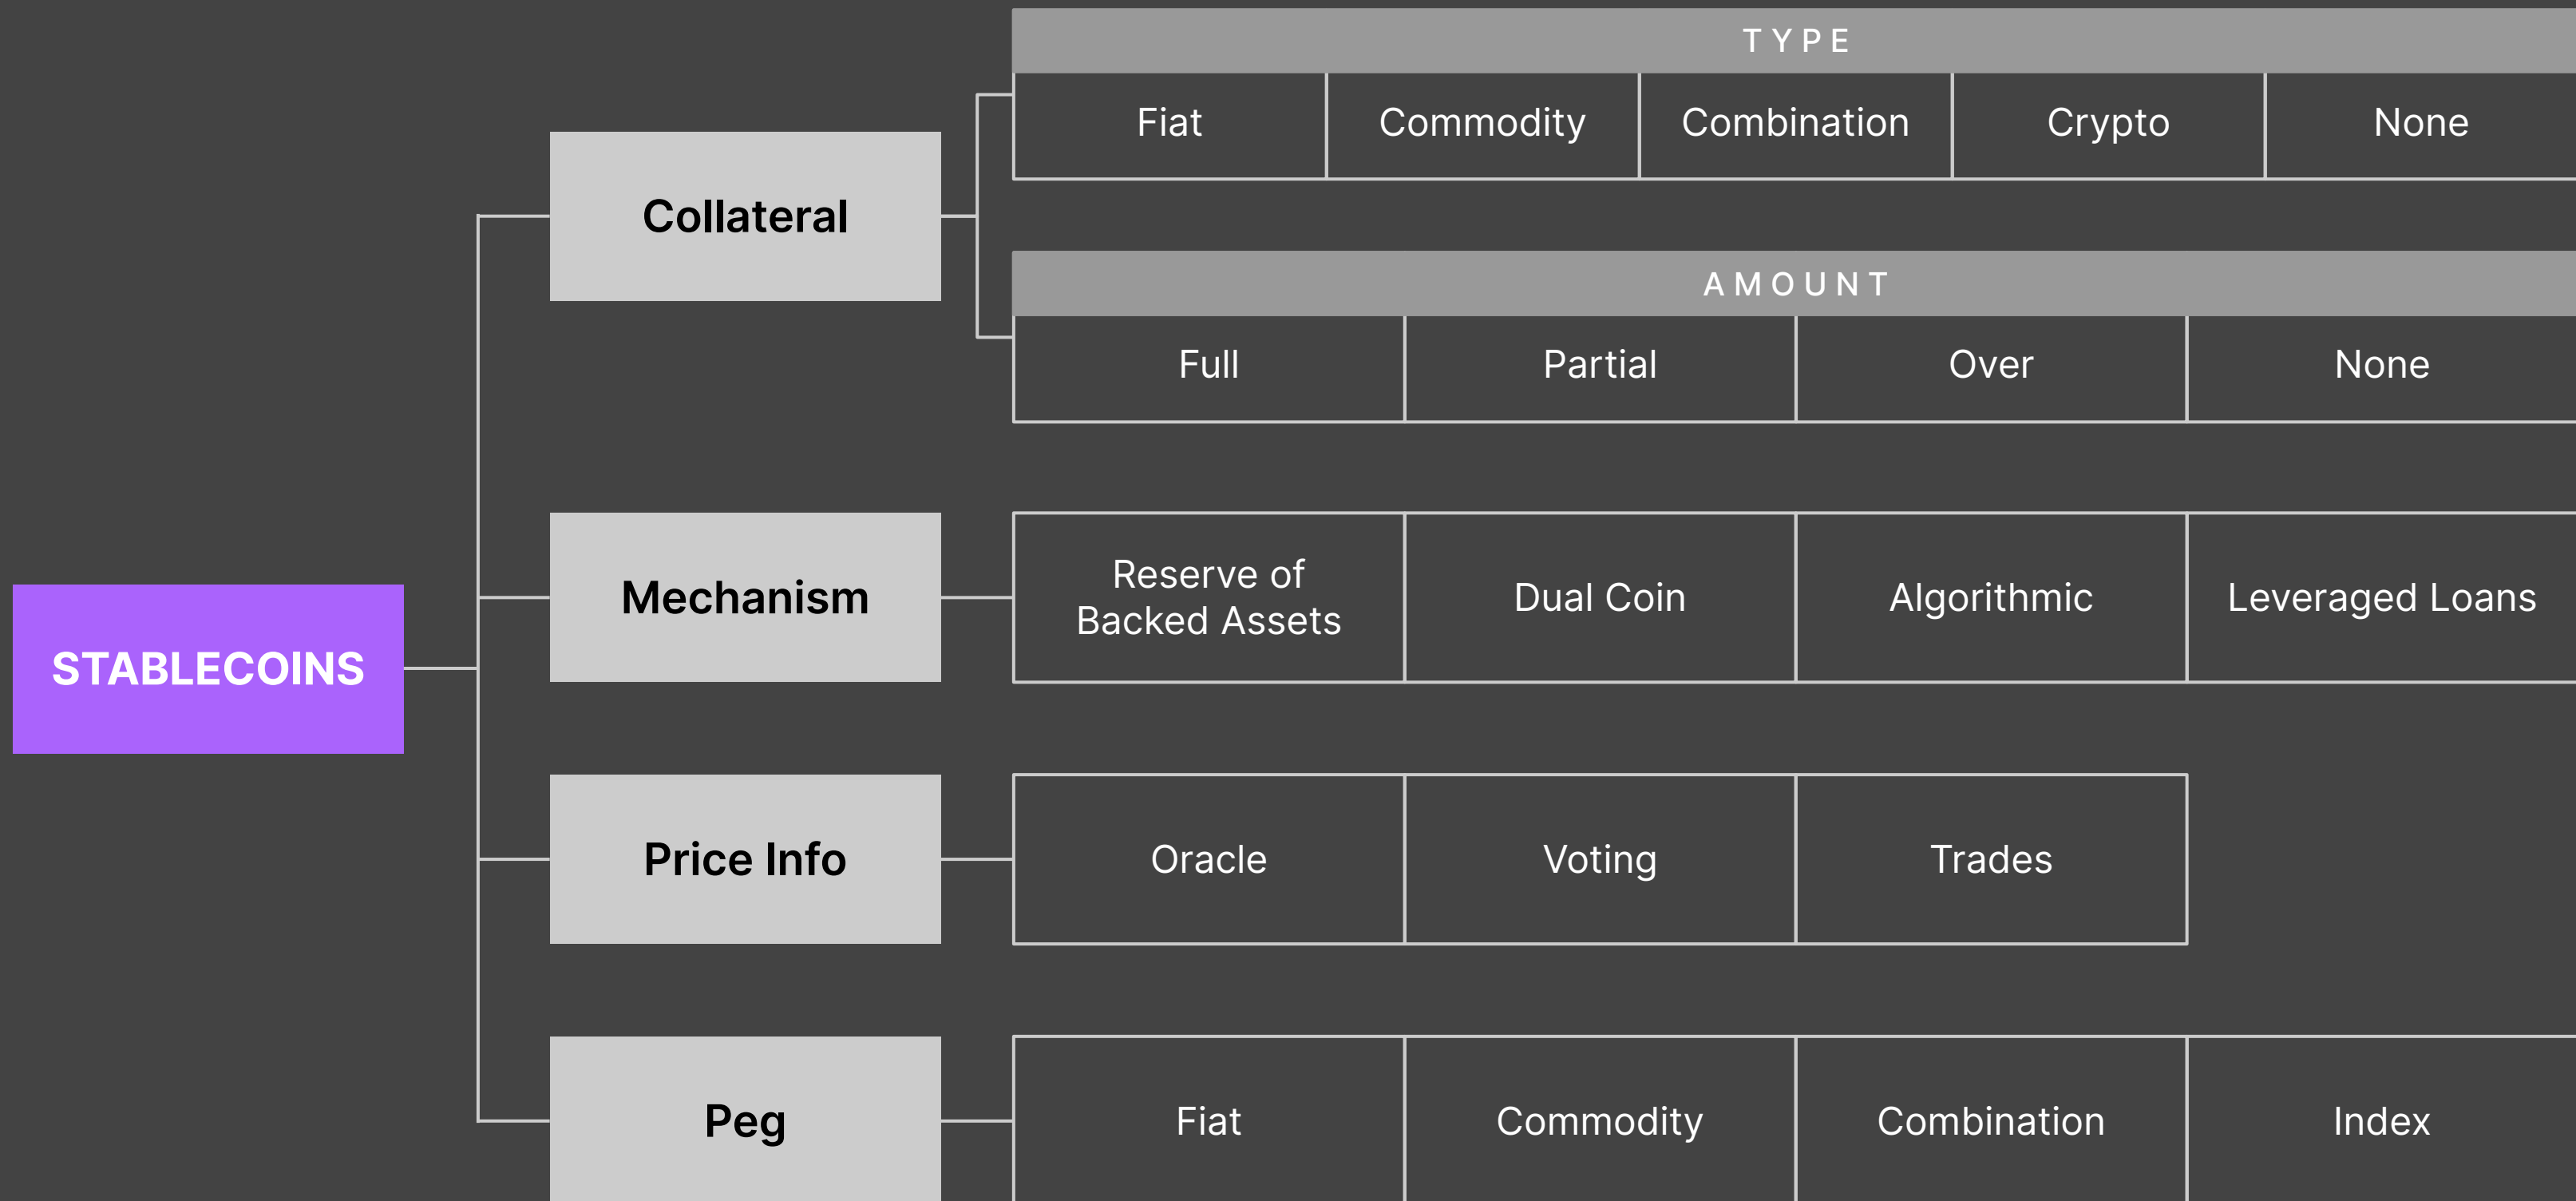 TYPE
Fiat
Commodity
Combination
Crypto
None
Collateral
AMOUNT
Full
Partial
Over
None
Mechanism
Reserve of
Backed Assets
Dual Coin
Algorithmic
Leveraged Loans
STABLECOINS
Price Info
Oracle
Voting
Trades
Peg
Fiat
Commodity
Combination
Index